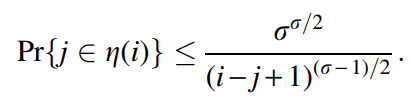 Pr{j ∈ η(i)} ≤ σ^{σ/2} / (i−j+1)^{(σ−1)/2} .